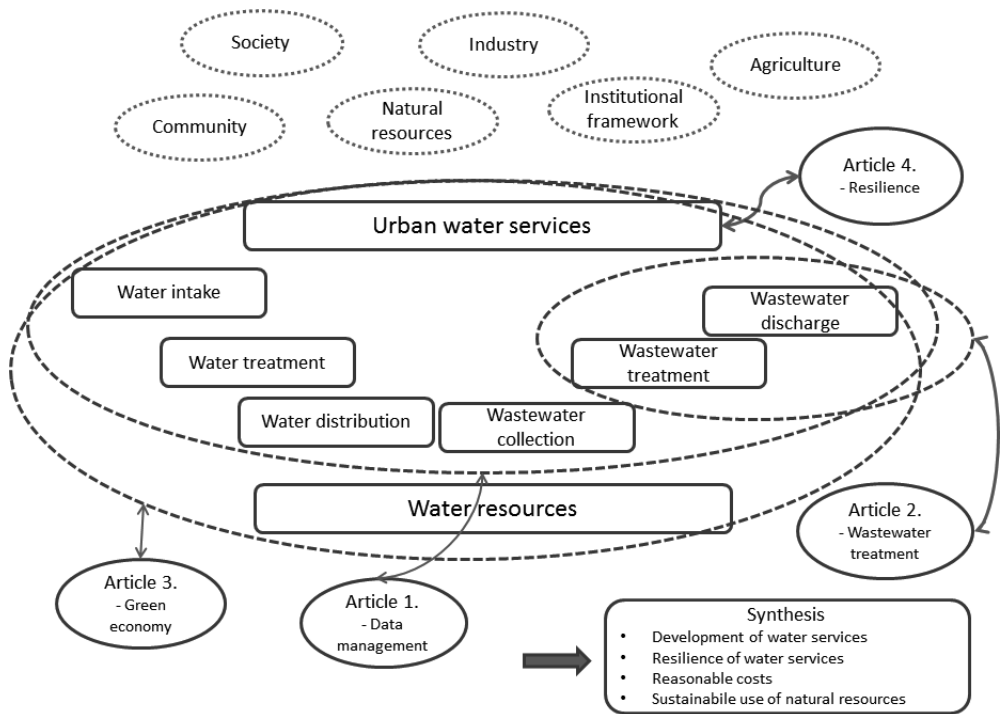 Society
Industry
Agriculture
Community
Natural
resources
Institutional
framework
Article 4.
- Resilience
Urban water services
Water intake
Wastewater
discharge
Water treatment
Wastewater
treatment
Water distribution
Wastewater
collection
Water resources
Article 2.
- Wastewater
treatment
Article 3.
- Green
economy
Article 1.
- Data
management
Synthesis
• Development of water services
• Resilience of water services
• Reasonable costs
• Sustainabile use of natural resources